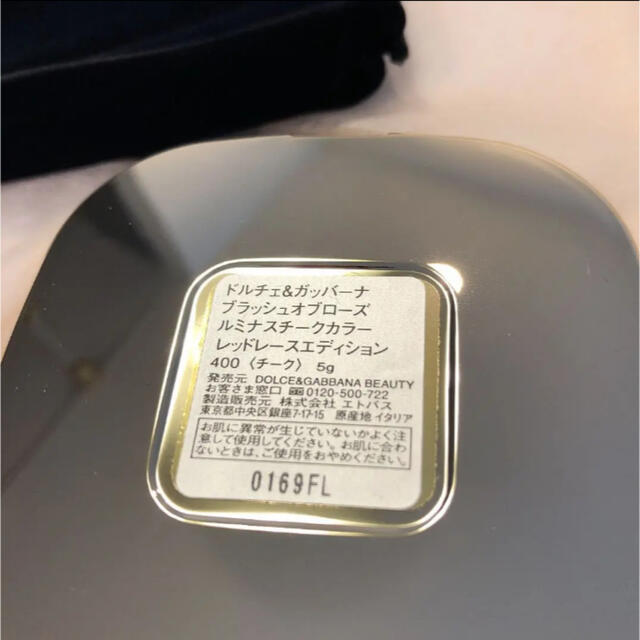 ドルチェ&ガッバーナ
ブラッシュオブローズ
ルミナスチークカラー
レッドレースエディション
400〈チーク〉5g
発売元 DOLCE&GABBANA BEAUTY
お客さま窓口 0120-500-722
製造販売元 株式会社 エトバス
東京都中央区銀座7-17-15 原産地 イタリア
お肌に異常が生じていないかよく注
意して使用してください。お肌に合わ
ないときは、ご使用をおやめください。
0169FL